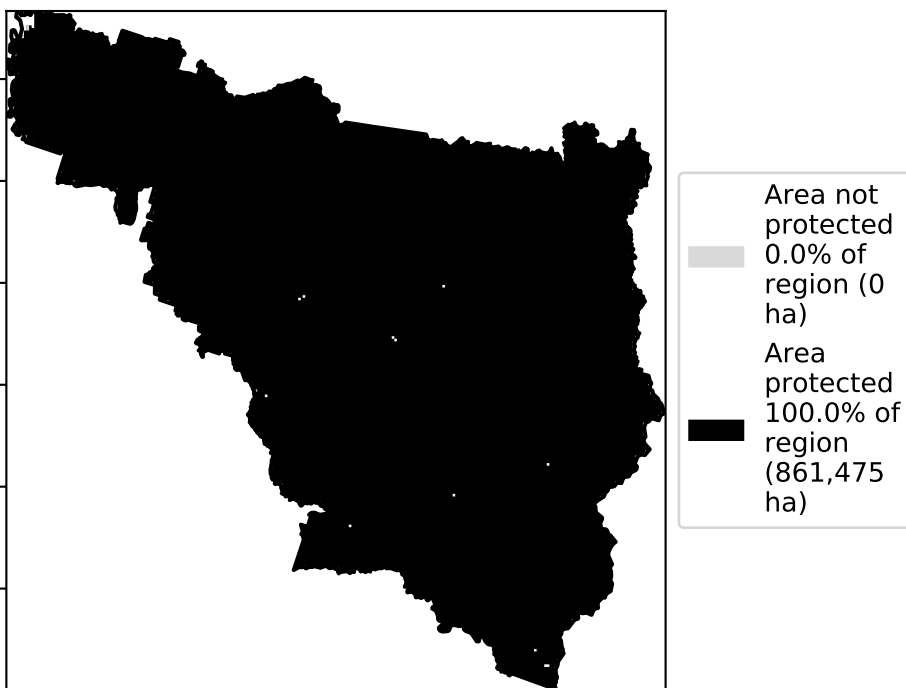 Area not
protected
0.0% of
region (0
ha)
Area
protected
100.0% of
region
(861,475
ha)